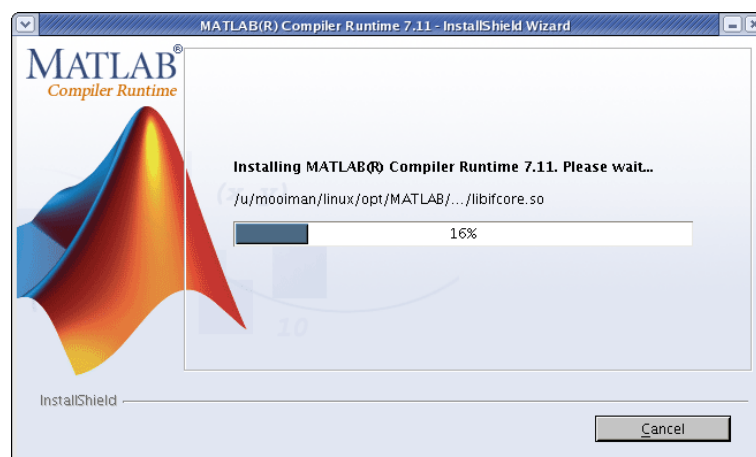 MATLAB(R) Compiler Runtime 7.11 - InstallShield Wizard
MATLAB®
Compiler Runtime
Installing MATLAB(R) Compiler Runtime 7.11. Please wait...
/u/mooiman/linux/opt/MATLAB/.../libifcore.so
16%
10
InstallShield
Cancel